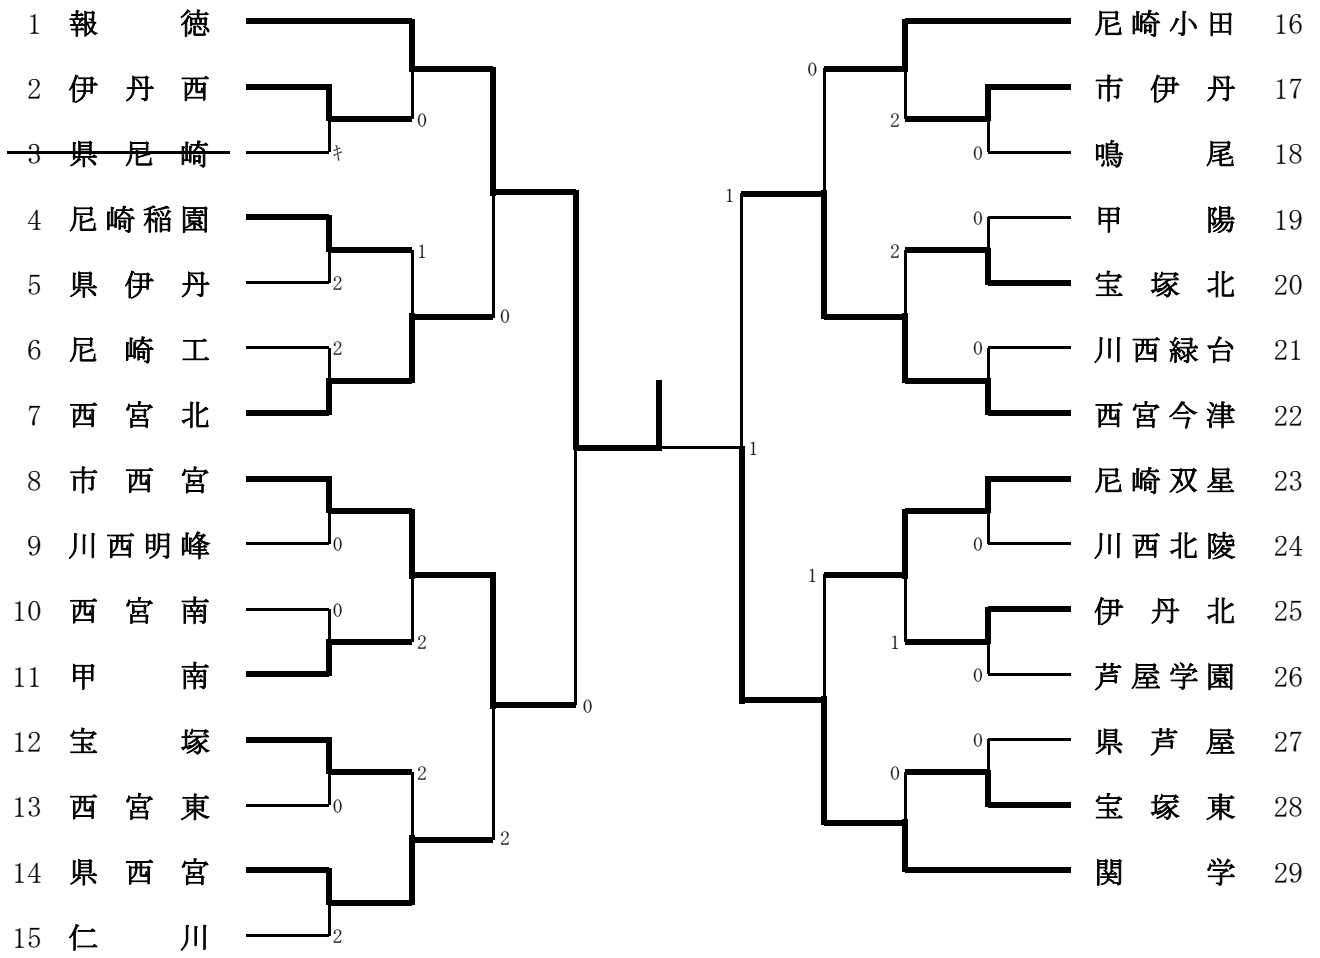 1 報徳
2 伊丹西
0
3 県尼崎 ｷ
4 尼崎稲園
1
5 県伊丹 2
0
6 尼崎工 2
7 西宮北
8 市西宮
9 川西明峰 0
10 西宮南 0
2
11 甲南
0
12 宝塚
2
13 西宮東 0
2
14 県西宮
15 仁川 2
1
尼崎小田 16
0
市伊丹 17
2
0 鳴尾 18
1
0 甲陽 19
2
宝塚北 20
0 川西緑台 21
西宮今津 22
尼崎双星 23
0 川西北陵 24
1
伊丹北 25
1
0 芦屋学園 26
0 県芦屋 27
0
宝塚東 28
関学 29